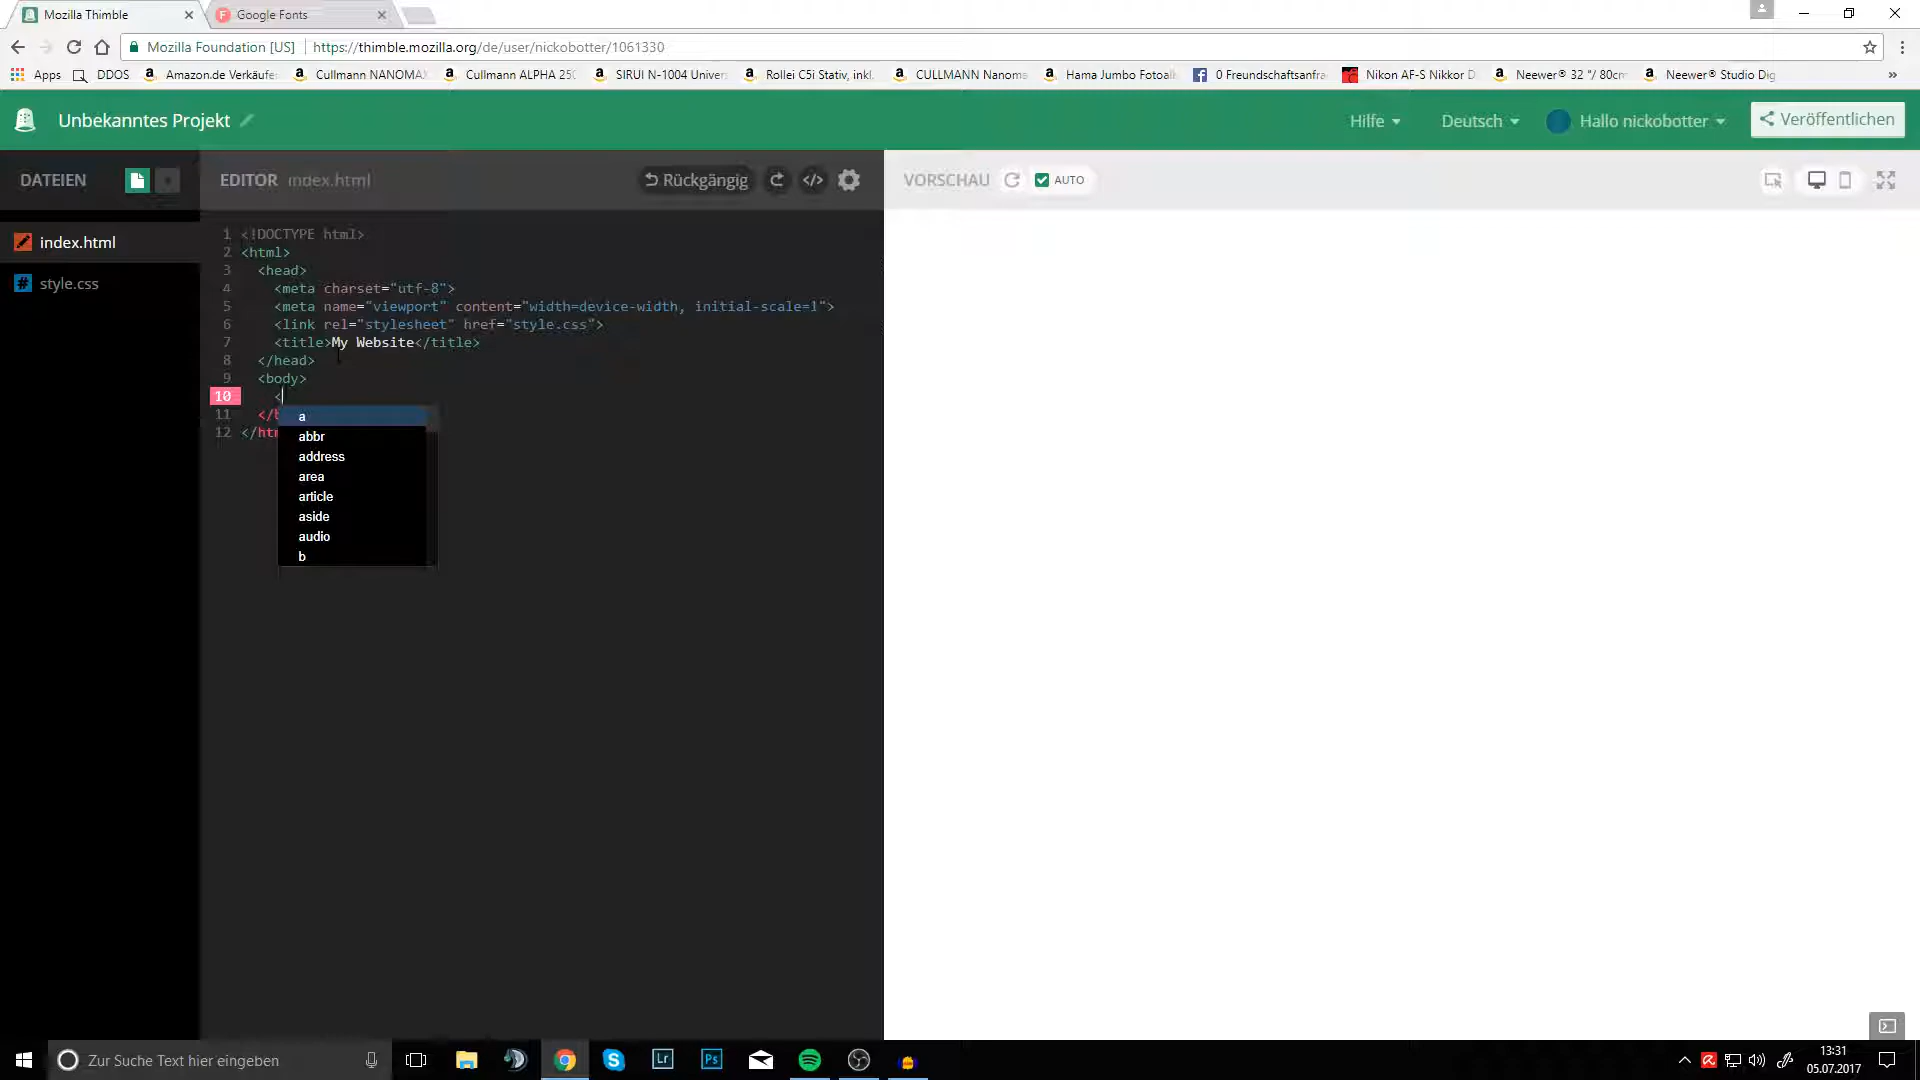 Mozilla Thimble
Google Fonts
Mozilla Foundation [US]
https://thimble.mozilla.org/de/user/nickobotter/1061330
Apps
DDOS
Amazon.de Verkäufe
Cullmann NANOMAX
Cullmann ALPHA 250
SIRUI N-1004 Univer
Rollei C5i Stativ, inkl.
CULLMANN Nanoma
Hama Jumbo Fotoal
0 Freundschaftsanfra
Nikon AF-S Nikkor D
Neewer® 32 "/ 80cm
Neewer® Studio Dig
»
Unbekanntes Projekt
Hilfe
Deutsch
Hallo nickobotter
Veröffentlichen
DATEIEN
EDITOR index.html
Rückgängig
VORSCHAU
AUTO
index.html
style.css
1 <!DOCTYPE html>
2 <html>
3 <head>
4 <meta charset="utf-8">
5 <meta name="viewport" content="width=device-width, initial-scale=1">
6 <link rel="stylesheet" href="style.css">
7 <title>My Website</title>
8 </head>
9 <body>
10 <
11 </b
12 </htm
a
abbr
address
area
article
aside
audio
b
Zur Suche Text hier eingeben
Lr
Ps
13:31
05.07.2017